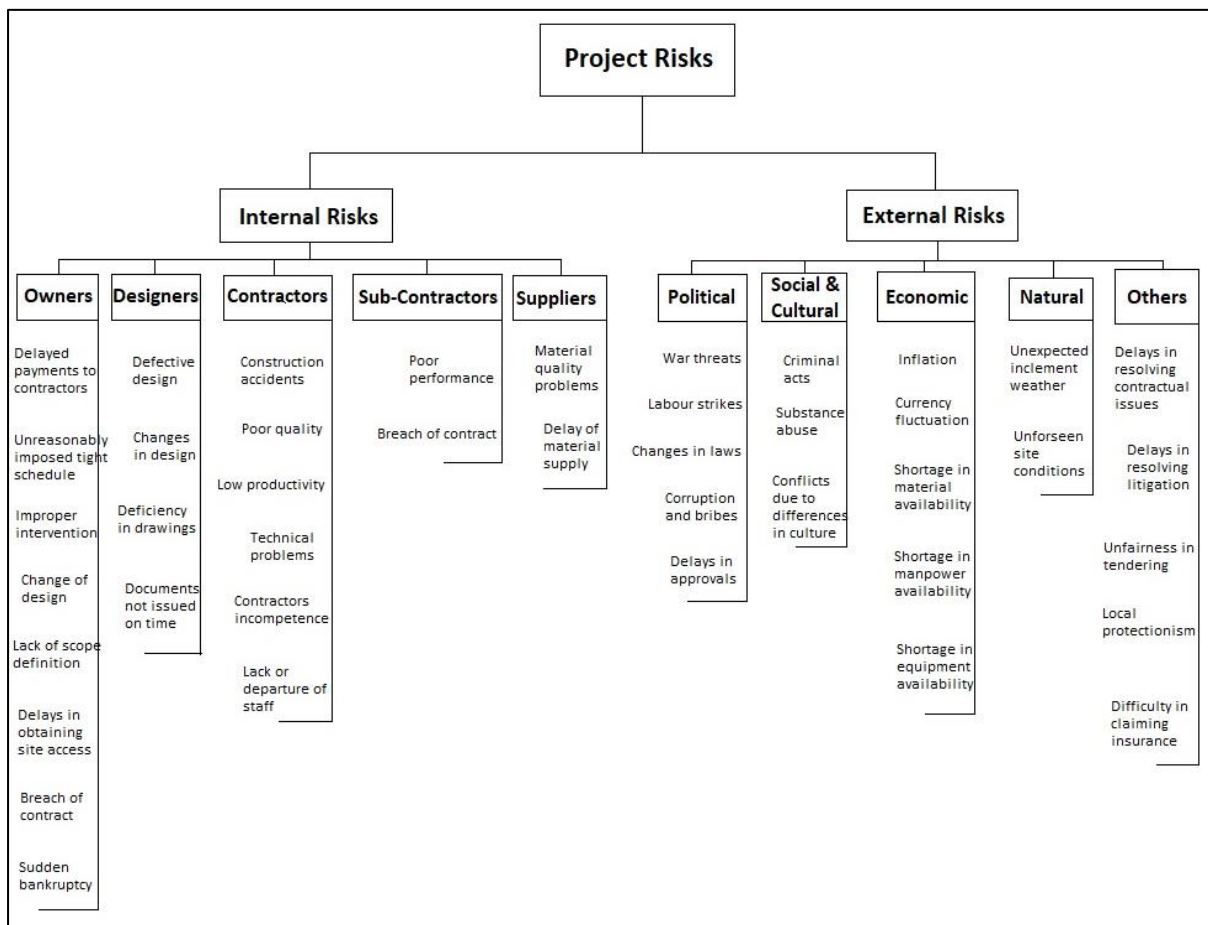 Project Risks
Internal Risks
External Risks
Owners
Designers
Contractors
Sub-Contractors
Suppliers
Political
Social &
Cultural
Economic
Natural
Others
Delayed
payments to
contractors
Unreasonably
imposed tight
schedule
Improper
intervention
Change of
design
Lack of scope
definition
Delays in
obtaining
site access
Breach of
contract
Sudden
bankruptcy
Defective
design
Changes
in design
Deficiency
in drawings
Documents
not issued
on time
Construction
accidents
Poor quality
Low productivity
Technical
problems
Contractors
incompetence
Lack or
departure of
staff
Poor
performance
Breach of contract
Material
quality
problems
Delay of
material
supply
War threats
Labour strikes
Changes in laws
Corruption
and bribes
Delays in
approvals
Criminal
acts
Substance
abuse
Conflicts
due to
differences
in culture
Inflation
Currency
fluctuation
Shortage in
material
availability
Shortage in
manpower
availability
Shortage in
equipment
availability
Unexpected
inclement
weather
Unforseen
site
conditions
Delays in
resolving
contractual
issues
Delays in
resolving
litigation
Unfairness in
tendering
Local
protectionism
Difficulty in
claiming
insurance